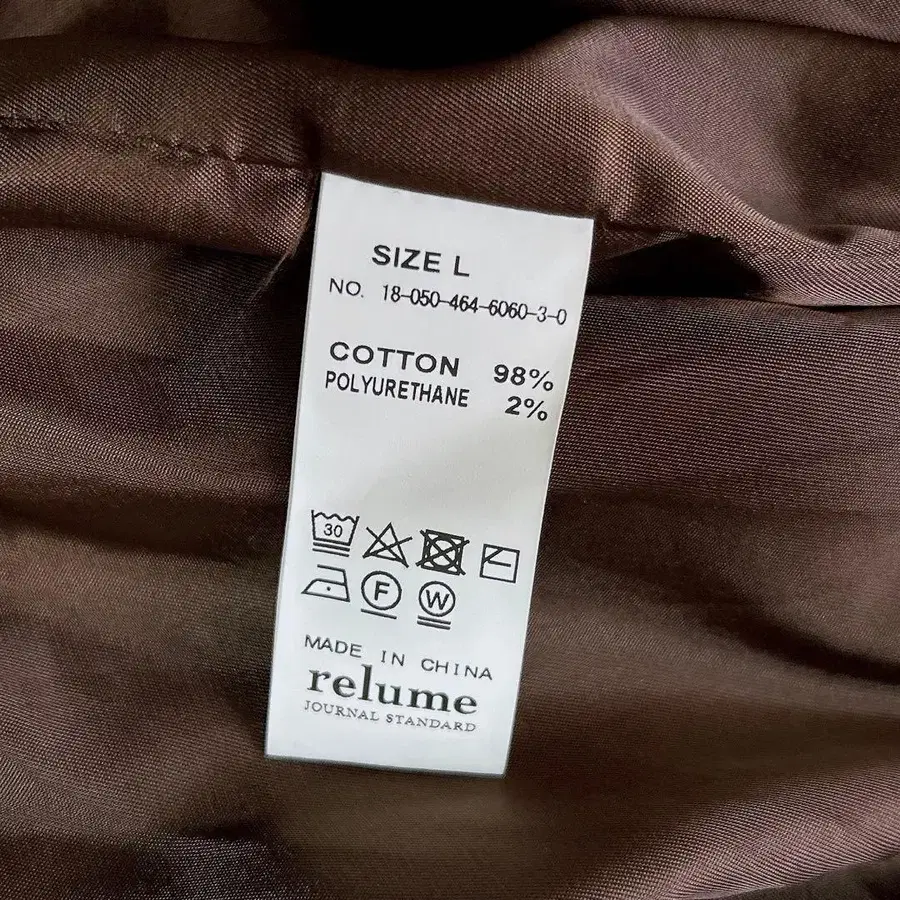 SIZE L
NO. 18-050-464-6060-3-0
COTTON 98%
POLYURETHANE 2%
30
F W
MADE IN CHINA
relume
JOURNAL STANDARD